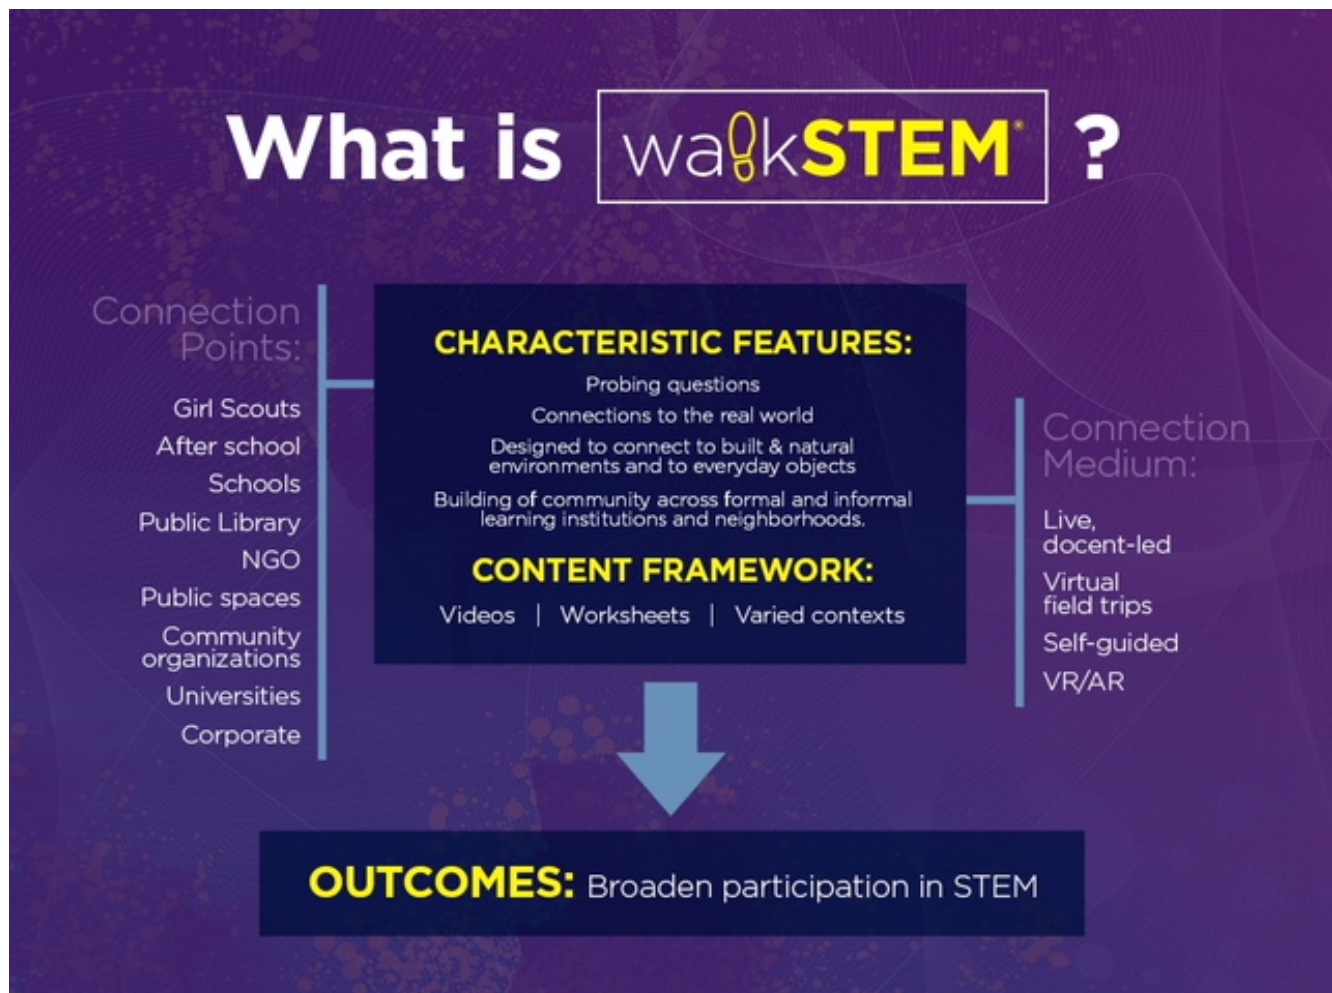 What is walkSTEM® ?
Connection
Points:
Girl Scouts
After school
Schools
Public Library
NGO
Public spaces
Community
organizations
Universities
Corporate
CHARACTERISTIC FEATURES:
Probing questions
Connections to the real world
Designed to connect to built & natural
environments and to everyday objects
Building of community across formal and informal
learning institutions and neighborhoods.
CONTENT FRAMEWORK:
Videos | Worksheets | Varied contexts
Connection
Medium:
Live,
docent-led
Virtual
field trips
Self-guided
VR/AR
OUTCOMES: Broaden participation in STEM